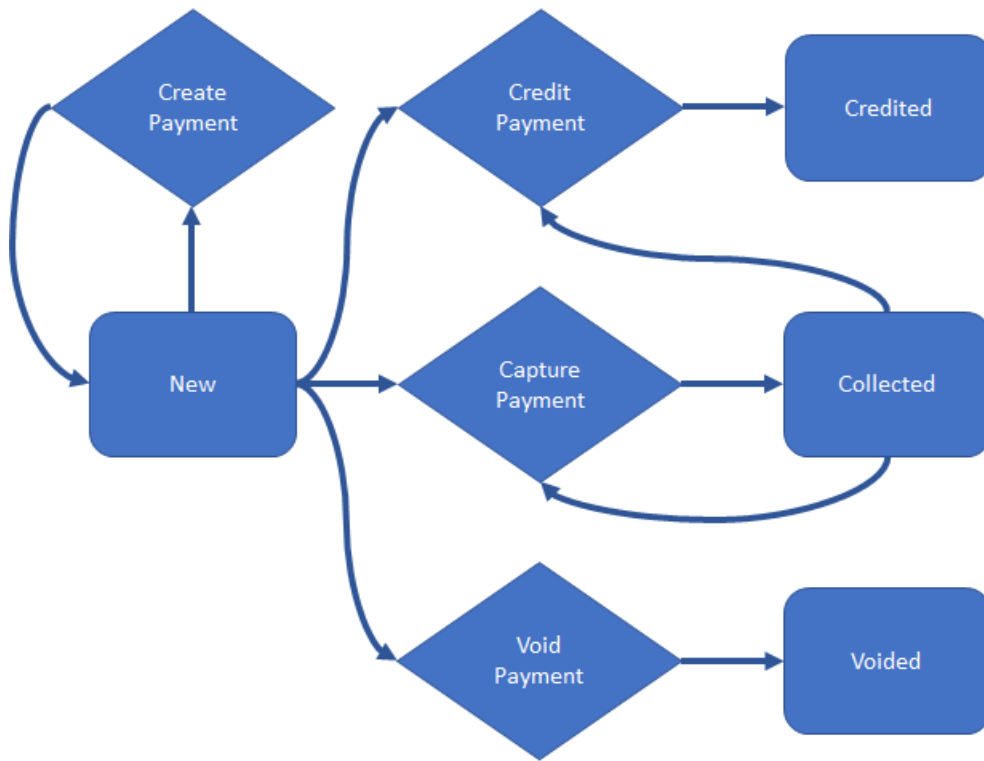 Create
Payment
Credit
Payment
Credited
New
Capture
Payment
Collected
Void
Payment
Voided